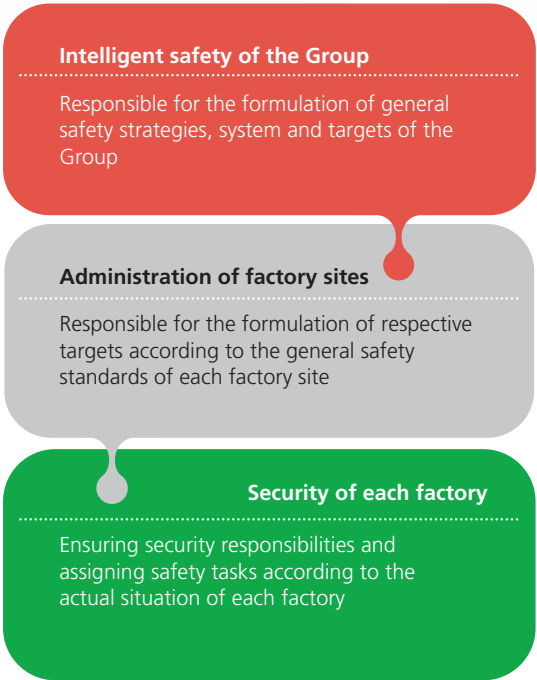 Intelligent safety of the Group
Responsible for the formulation of general
safety strategies, system and targets of the
Group
Administration of factory sites
Responsible for the formulation of respective
targets according to the general safety
standards of each factory site
Security of each factory
Ensuring security responsibilities and
assigning safety tasks according to the
actual situation of each factory